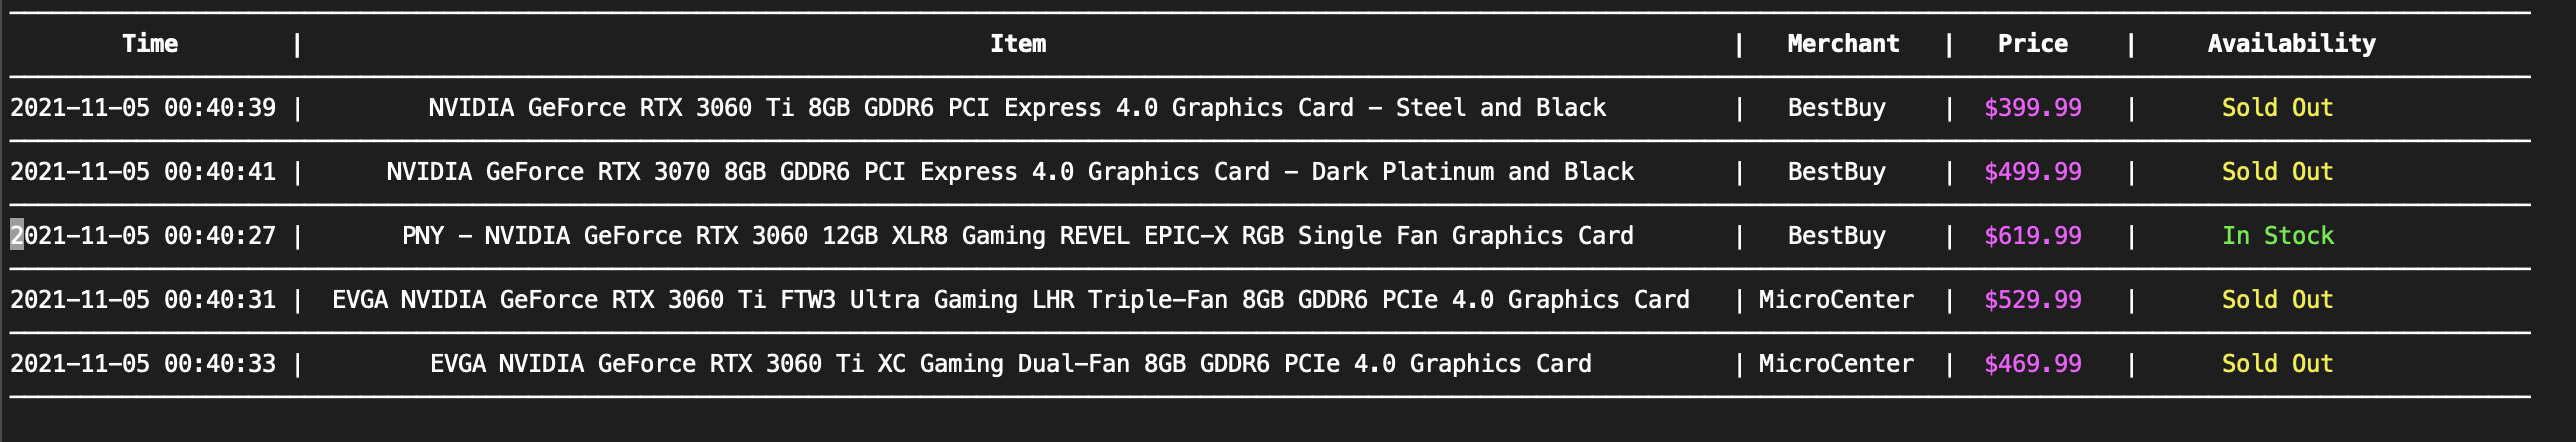 Time | Item | Merchant | Price | Availability
2021-11-05 00:40:39 | NVIDIA GeForce RTX 3060 Ti 8GB GDDR6 PCI Express 4.0 Graphics Card - Steel and Black | BestBuy | $399.99 | Sold Out
2021-11-05 00:40:41 | NVIDIA GeForce RTX 3070 8GB GDDR6 PCI Express 4.0 Graphics Card - Dark Platinum and Black | BestBuy | $499.99 | Sold Out
2021-11-05 00:40:27 | PNY - NVIDIA GeForce RTX 3060 12GB XLR8 Gaming REVEL EPIC-X RGB Single Fan Graphics Card | BestBuy | $619.99 | In Stock
2021-11-05 00:40:31 | EVGA NVIDIA GeForce RTX 3060 Ti FTW3 Ultra Gaming LHR Triple-Fan 8GB GDDR6 PCIe 4.0 Graphics Card | MicroCenter | $529.99 | Sold Out
2021-11-05 00:40:33 | EVGA NVIDIA GeForce RTX 3060 Ti XC Gaming Dual-Fan 8GB GDDR6 PCIe 4.0 Graphics Card | MicroCenter | $469.99 | Sold Out